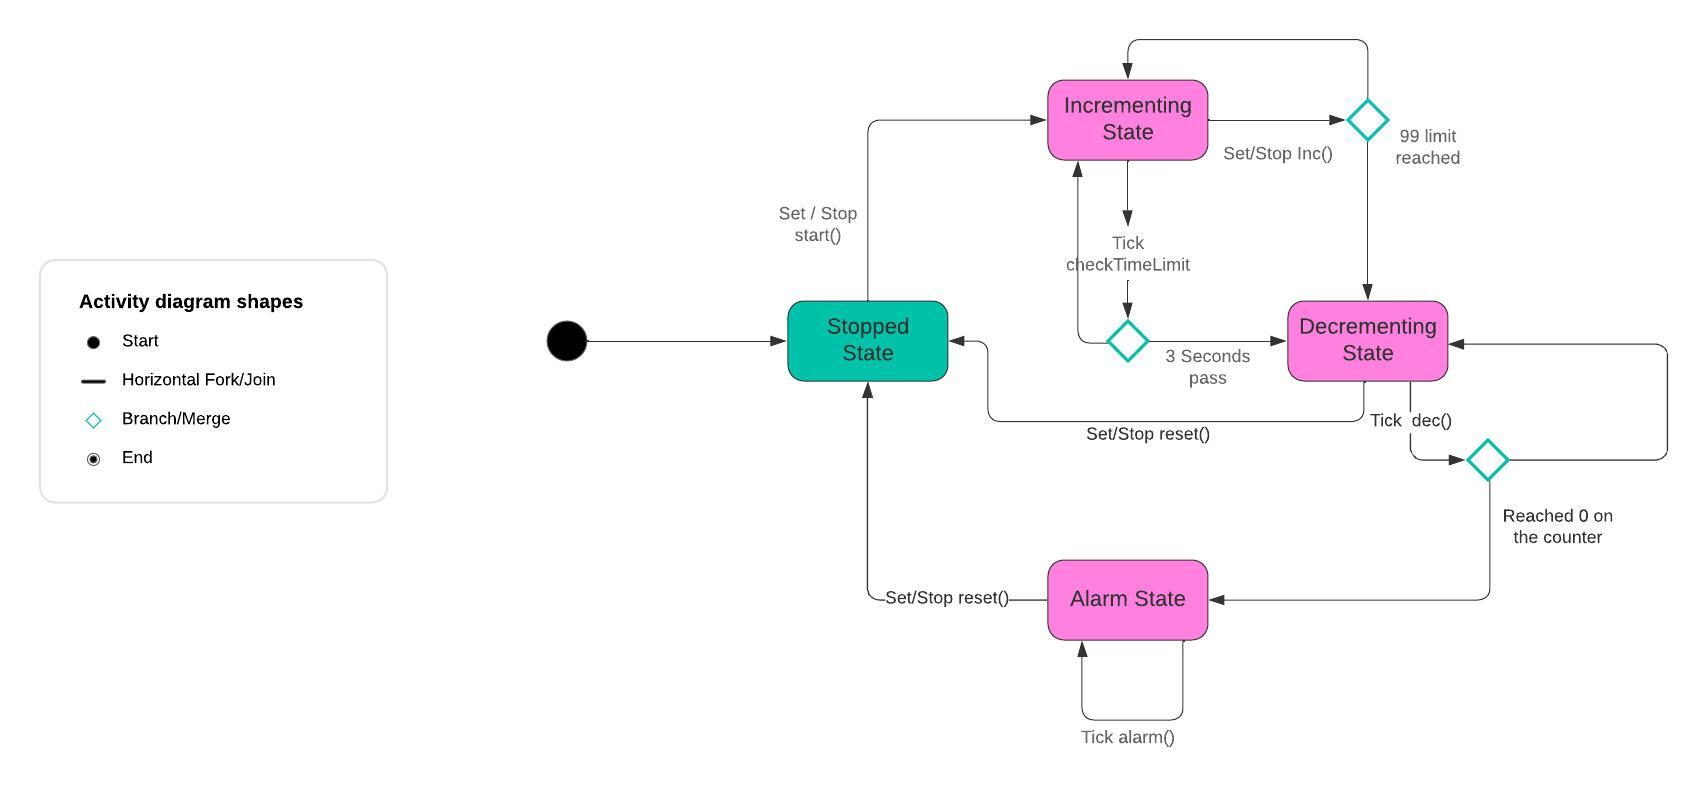 Incrementing
State
Set/Stop Inc()
99 limit
reached
Set / Stop
start()
Tick
checkTimeLimit
Activity diagram shapes
Start
Horizontal Fork/Join
Branch/Merge
End
Stopped
State
3 Seconds
pass
Decrementing
State
Set/Stop reset()
Tick dec()
Reached 0 on
the counter
Set/Stop reset()
Alarm State
Tick alarm()